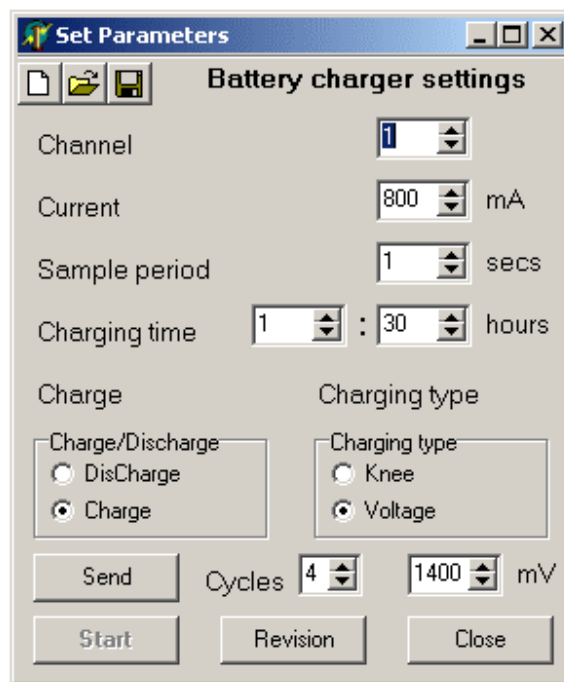 Set Parameters
Battery charger settings
Channel 1
Current 800 mA
Sample period 1 secs
Charging time 1 : 30 hours
Charge Charging type
Charge/Discharge Charging type
DisCharge Knee
Charge Voltage
Send Cycles 4 1400 mV
Start Revision Close